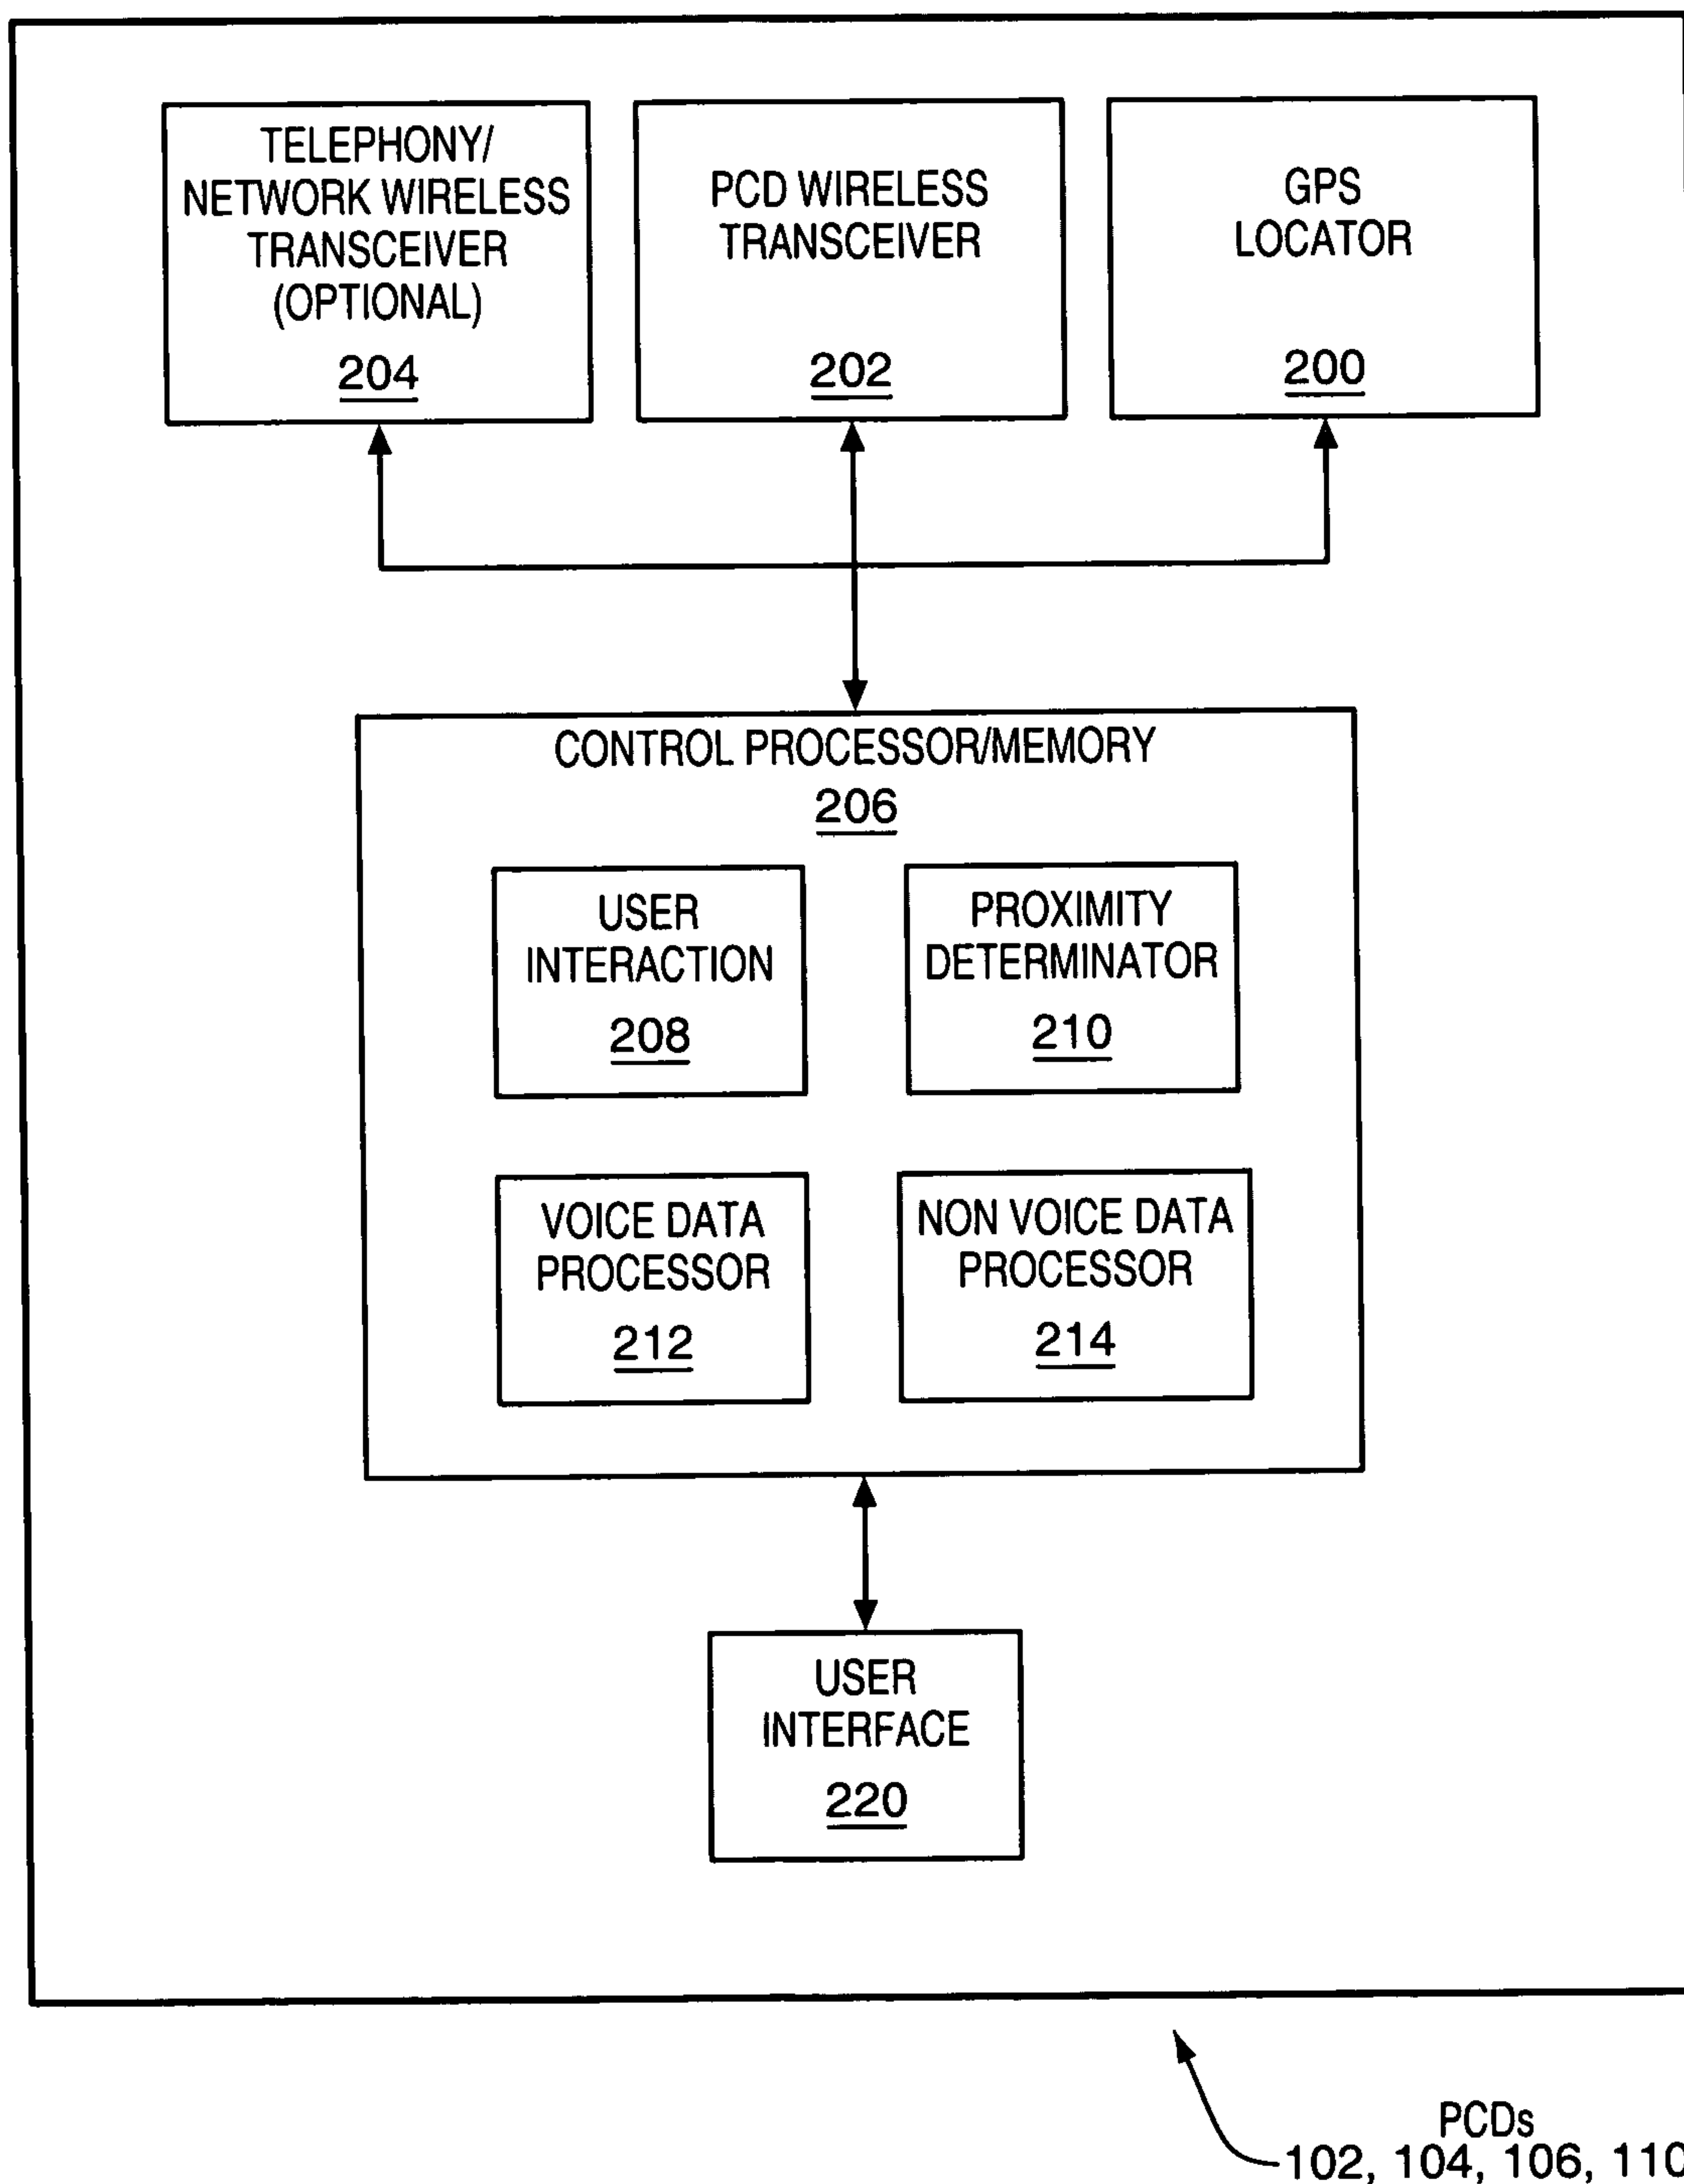 TELEPHONY/
NETWORK WIRELESS
TRANSCEIVER
(OPTIONAL)
204
PCD WIRELESS
TRANSCEIVER
202
GPS
LOCATOR
200
CONTROL PROCESSOR/MEMORY
206
USER
INTERACTION
208
PROXIMITY
DETERMINATOR
210
VOICE DATA
PROCESSOR
212
NON VOICE DATA
PROCESSOR
214
USER
INTERFACE
220
PCDs
102, 104, 106, 110